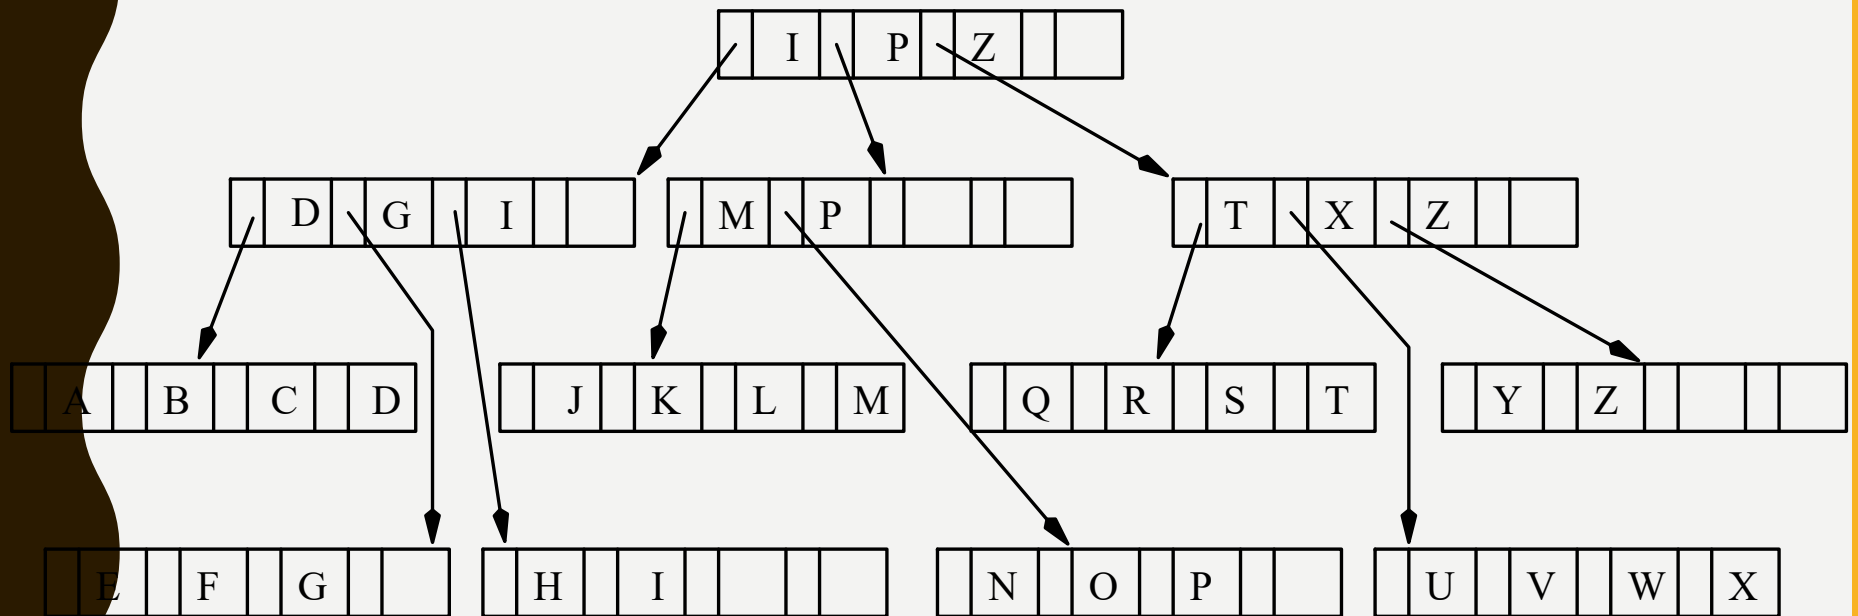 I P Z
D G I M P T X Z
A B C D J K L M Q R S T Y Z
E F G H I N O P U V W X